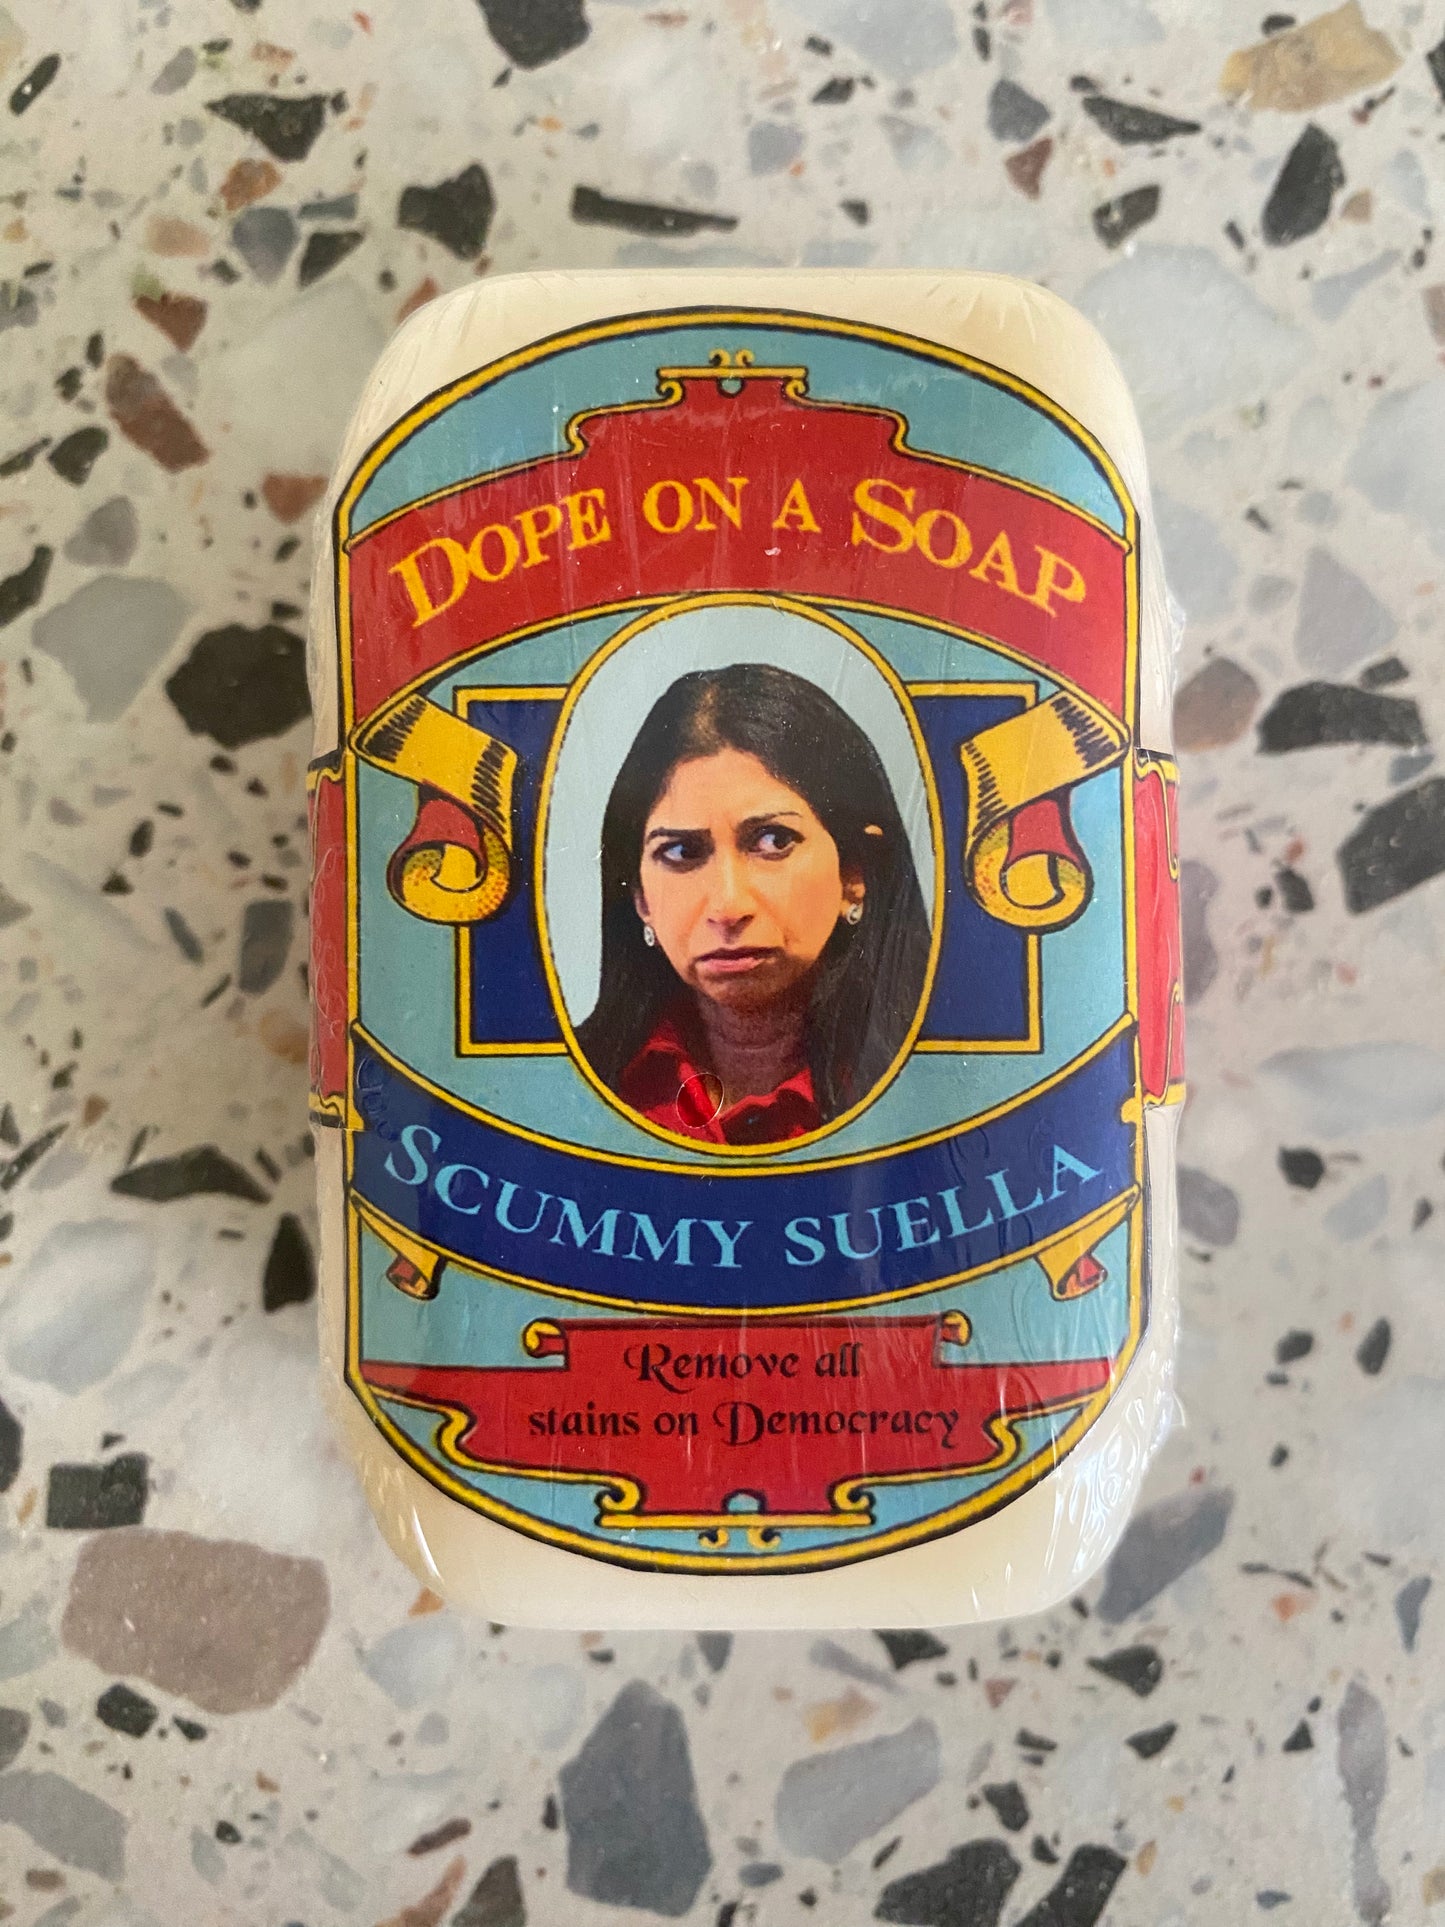 DOPE ON A SOAP
SCUMMY SUELLA
Remove all
stains on Democracy